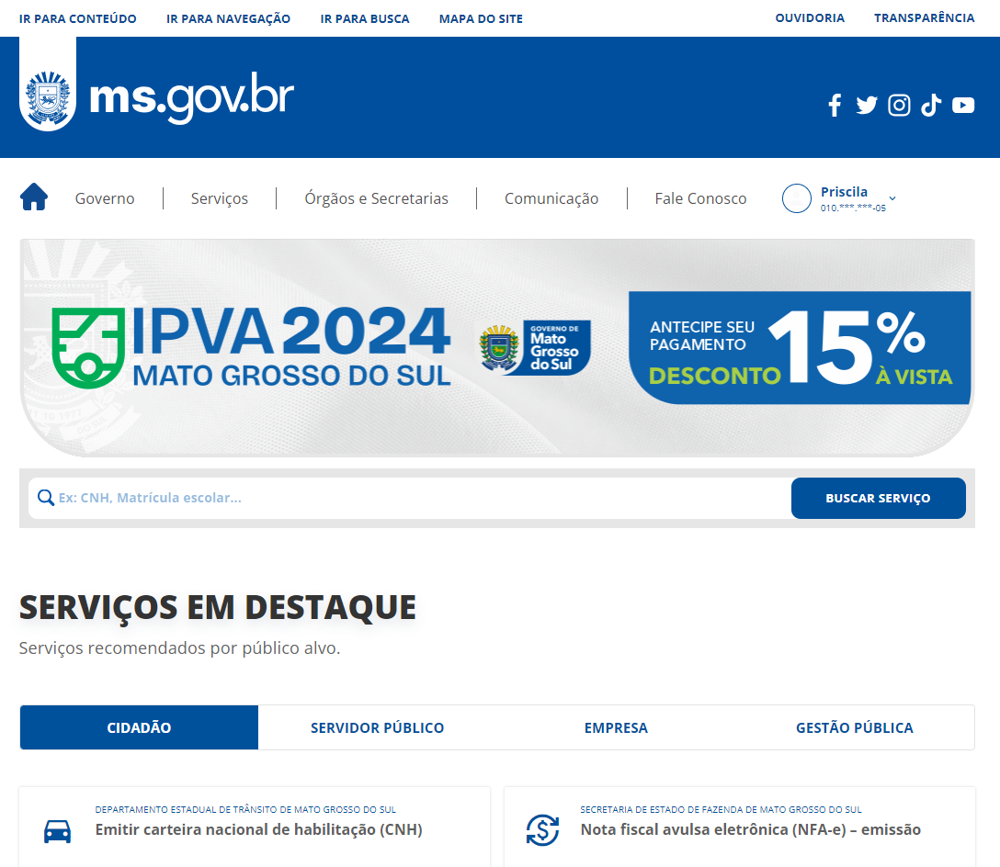 IR PARA CONTEÚDO IR PARA NAVEGAÇÃO IR PARA BUSCA MAPA DO SITE OUVIDORIA TRANSPARÊNCIA
ms.gov.br
Governo Serviços Órgãos e Secretarias Comunicação Fale Conosco
Priscila
010.***.***-05
IPVA 2024
MATO GROSSO DO SUL
GOVERNO DE
Mato
Grosso
do Sul
ANTECIPE SEU
PAGAMENTO
DESCONTO
15%
À VISTA
Ex: CNH, Matrícula escolar...
BUSCAR SERVIÇO
SERVIÇOS EM DESTAQUE
Serviços recomendados por público alvo.
CIDADÃO SERVIDOR PÚBLICO EMPRESA GESTÃO PÚBLICA
DEPARTAMENTO ESTADUAL DE TRÂNSITO DE MATO GROSSO DO SUL
Emitir carteira nacional de habilitação (CNH)
SECRETARIA DE ESTADO DE FAZENDA DE MATO GROSSO DO SUL
Nota fiscal avulsa eletrônica (NFA-e) – emissão